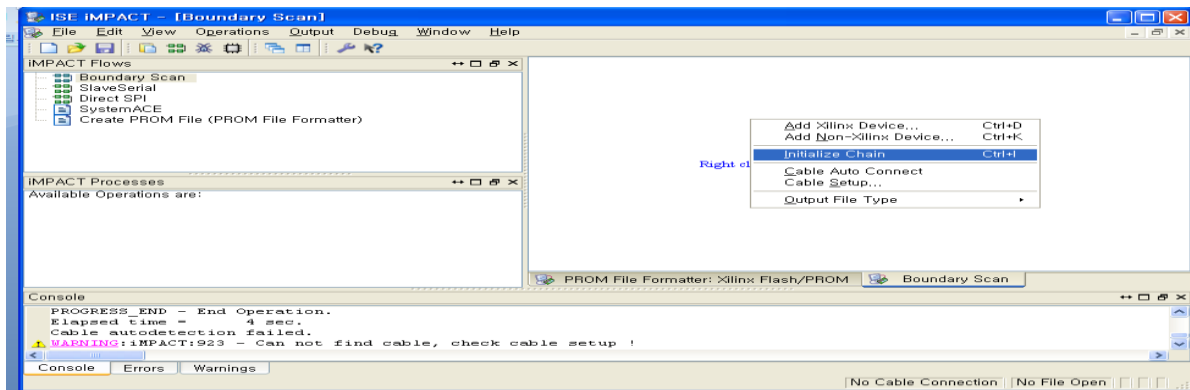 ISE iMPACT - [Boundary Scan]
File Edit View Operations Output Debug Window Help
iMPACT Flows
Boundary Scan
SlaveSerial
Direct SPI
SystemACE
Create PROM File (PROM File Formatter)
iMPACT Processes
Available Operations are:
Add Xilinx Device... Ctrl+D
Add Non-Xilinx Device... Ctrl+K
Initialize Chain Ctrl+I
Right cl
Cable Auto Connect
Cable Setup...
Output File Type
PROM File Formatter: Xilinx Flash/PROM Boundary Scan
Console
PROGRESS_END - End Operation.
Elapsed time = 4 sec.
Cable autodetection failed.
WARNING:iMPACT:923 - Can not find cable, check cable setup !
Console Errors Warnings
No Cable Connection No File Open